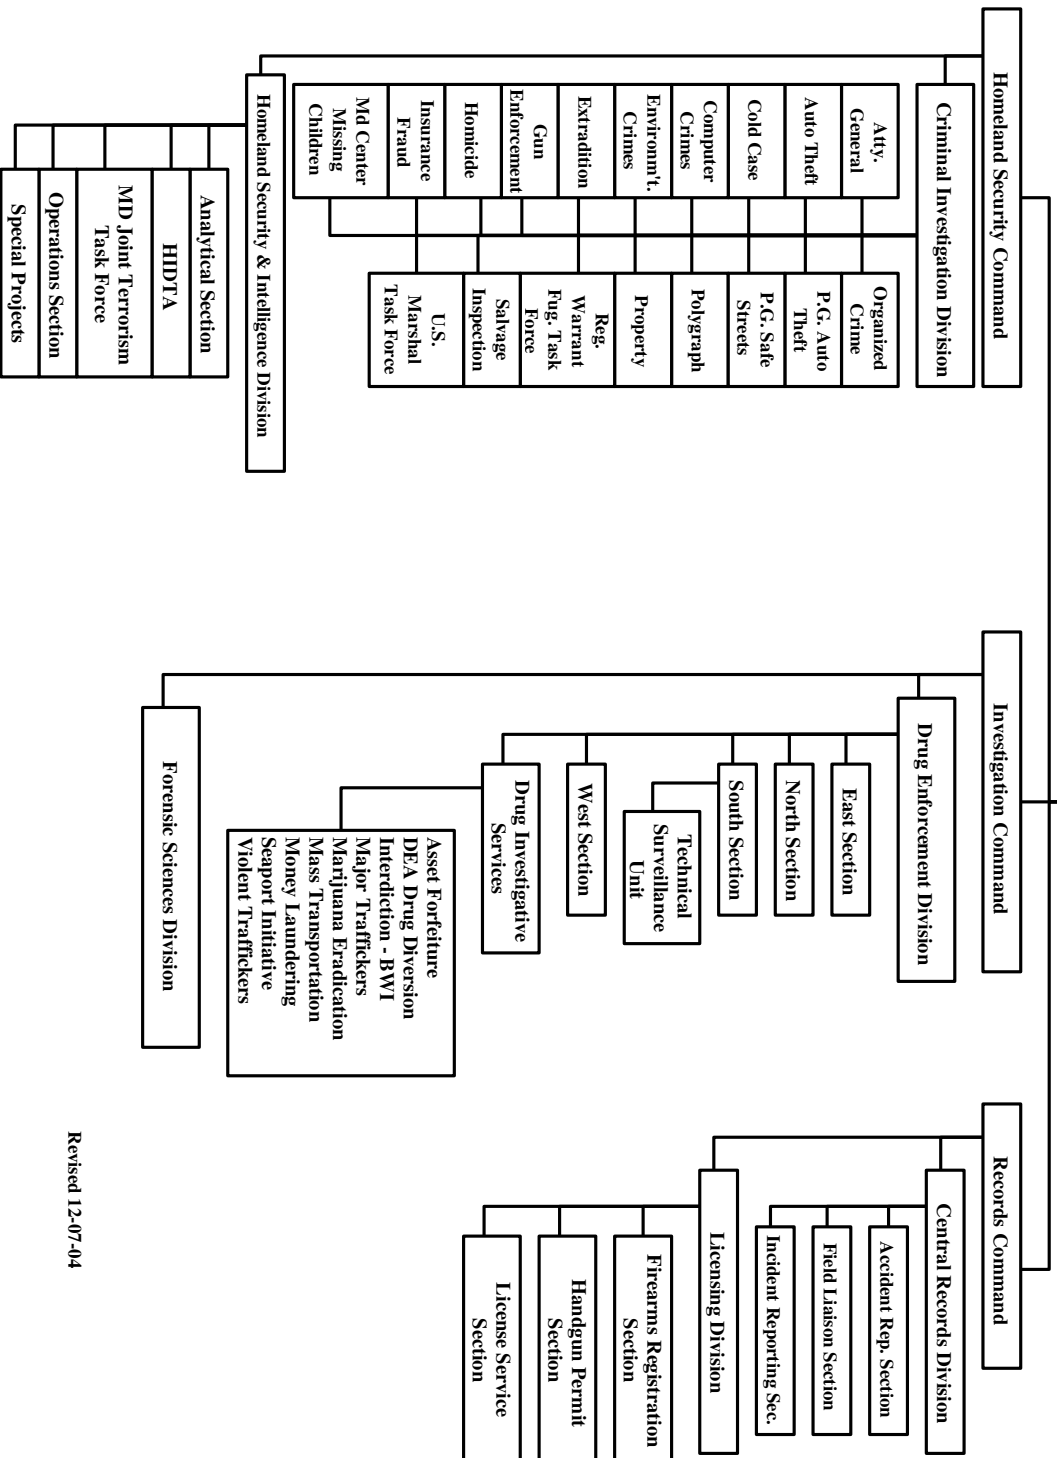 Homeland Security Command
Criminal Investigation Division
Atty.
General
Auto Theft
Cold Case
Computer
Crimes
Environm't.
Crimes
Extradition
Gun
Enforcement
Homicide
Insurance
Fraud
Md Center
Missing
Children
Organized
Crime
P.G. Auto
Theft
P.G. Safe
Streets
Polygraph
Property
Reg.
Warrant
Fug. Task
Force
Salvage
Inspection
U.S.
Marshal
Task Force
Homeland Security & Intelligence Division
Analytical Section
HIDTA
MD Joint Terrorism
Task Force
Operations Section
Special Projects
Investigation Command
Drug Enforcement Division
East Section
North Section
South Section
Technical
Surveillance
Unit
West Section
Drug Investigative
Services
Asset Forfeiture
DEA Drug Diversion
Interdiction - BWI
Major Traffickers
Marijuana Eradication
Mass Transportation
Money Laundering
Seaport Initiative
Violent Traffickers
Forensic Sciences Division
Records Command
Central Records Division
Accident Rep. Section
Field Liaison Section
Incident Reporting Sec.
Licensing Division
Firearms Registration
Section
Handgun Permit
Section
License Service
Section
Revised 12-07-04